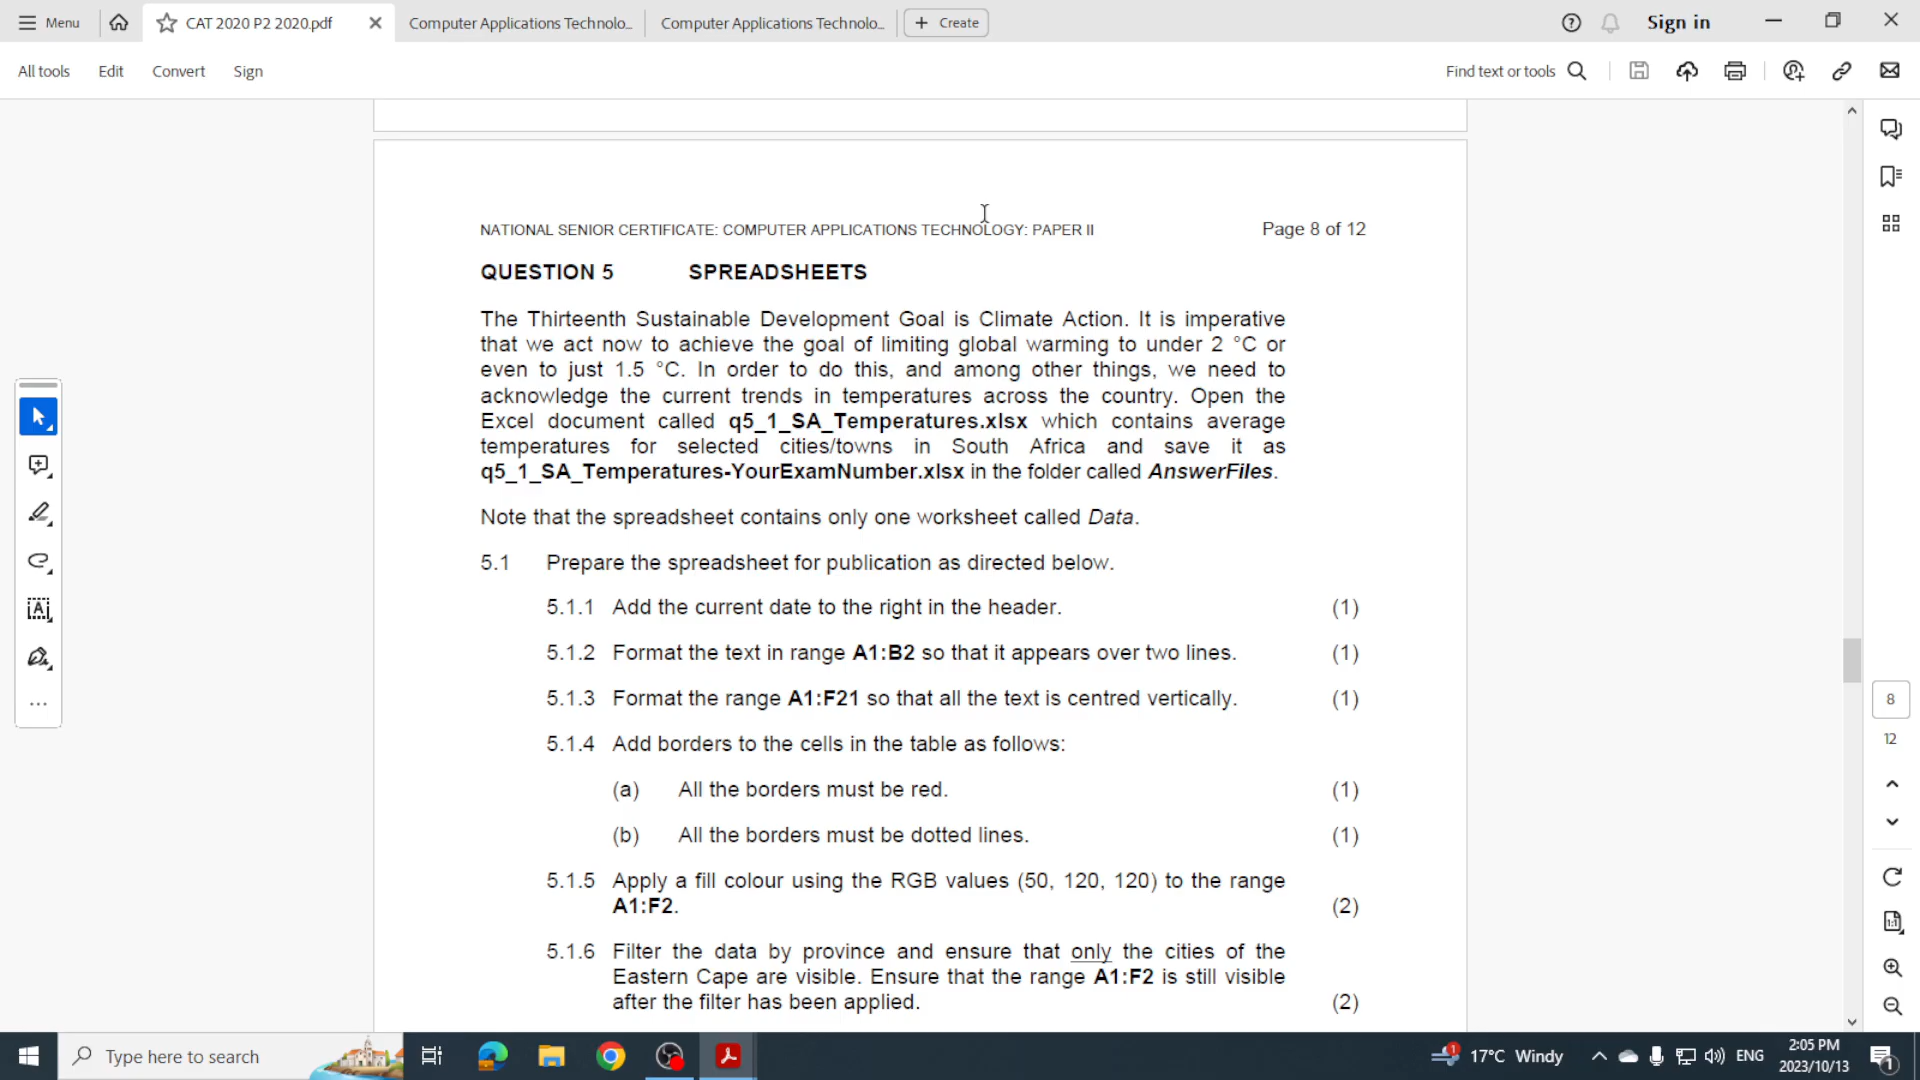 Menu
CAT 2020 P2 2020.pdf
Computer Applications Technolo...
Computer Applications Technolo...
+ Create
Sign in
All tools
Edit
Convert
Sign
Find text or tools
NATIONAL SENIOR CERTIFICATE: COMPUTER APPLICATIONS TECHNOLOGY: PAPER II Page 8 of 12
QUESTION 5 SPREADSHEETS
The Thirteenth Sustainable Development Goal is Climate Action. It is imperative
that we act now to achieve the goal of limiting global warming to under 2 °C or
even to just 1.5 °C. In order to do this, and among other things, we need to
acknowledge the current trends in temperatures across the country. Open the
Excel document called q5_1_SA_Temperatures.xlsx which contains average
temperatures for selected cities/towns in South Africa and save it as
q5_1_SA_Temperatures-YourExamNumber.xlsx in the folder called AnswerFiles.
Note that the spreadsheet contains only one worksheet called Data.
5.1 Prepare the spreadsheet for publication as directed below.
5.1.1 Add the current date to the right in the header. (1)
5.1.2 Format the text in range A1:B2 so that it appears over two lines. (1)
5.1.3 Format the range A1:F21 so that all the text is centred vertically. (1)
5.1.4 Add borders to the cells in the table as follows:
(a) All the borders must be red. (1)
(b) All the borders must be dotted lines. (1)
5.1.5 Apply a fill colour using the RGB values (50, 120, 120) to the range
A1:F2. (2)
5.1.6 Filter the data by province and ensure that only the cities of the
Eastern Cape are visible. Ensure that the range A1:F2 is still visible
after the filter has been applied. (2)
8
12
Type here to search
1
17°C Windy
ENG
2:05 PM
2023/10/13
1